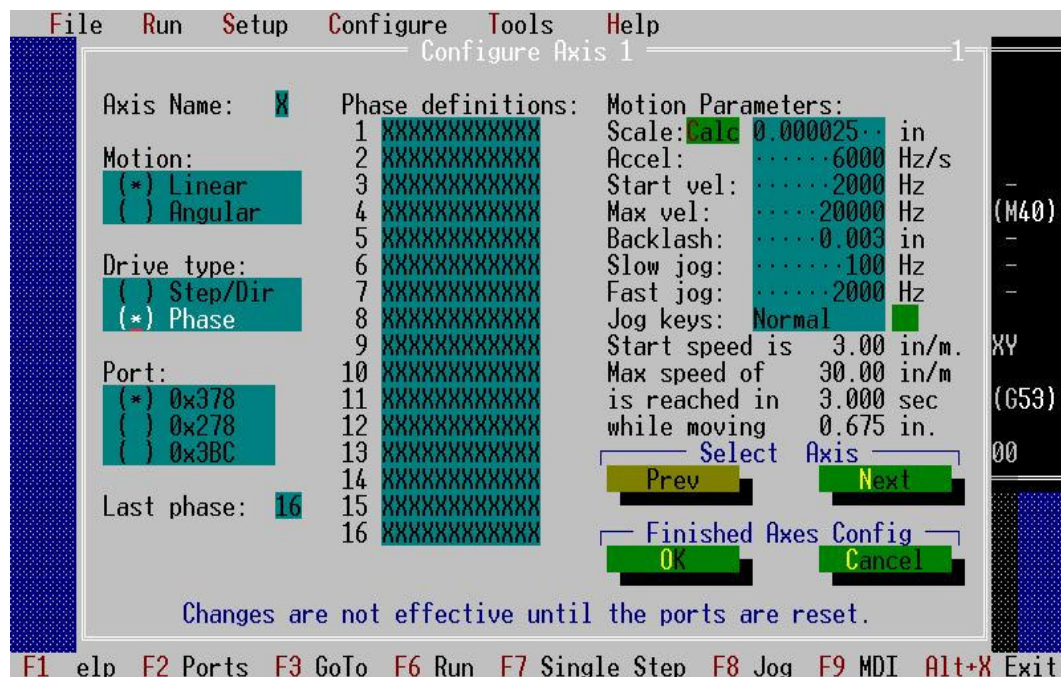 File Run Setup Configure Tools Help
Configure Axis 1 1
Axis Name: X
Motion:
(*) Linear
( ) Angular
Drive type:
( ) Step/Dir
(*) Phase
Port:
(*) 0x378
( ) 0x278
( ) 0x3BC
Last phase: 16
Phase definitions:
1 XXXXXXXXXXXX
2 XXXXXXXXXXXX
3 XXXXXXXXXXXX
4 XXXXXXXXXXXX
5 XXXXXXXXXXXX
6 XXXXXXXXXXXX
7 XXXXXXXXXXXX
8 XXXXXXXXXXXX
9 XXXXXXXXXXXX
10 XXXXXXXXXXXX
11 XXXXXXXXXXXX
12 XXXXXXXXXXXX
13 XXXXXXXXXXXX
14 XXXXXXXXXXXX
15 XXXXXXXXXXXX
16 XXXXXXXXXXXX
Motion Parameters:
Scale: Calc 0.000025·· in
Accel: ······6000 Hz/s
Start vel: ······2000 Hz
Max vel: ·····20000 Hz
Backlash: ·····0.003 in
Slow jog: ·······100 Hz
Fast jog: ······2000 Hz
Jog keys: Normal
Start speed is 3.00 in/m.
Max speed of 30.00 in/m
is reached in 3.000 sec
while moving 0.675 in.
Select Axis
Prev Next
Finished Axes Config
OK Cancel
Changes are not effective until the ports are reset.
(M40)
XY
(G53)
00
F1 elp F2 Ports F3 GoTo F6 Run F7 Single Step F8 Jog F9 MDI Alt+X Exit